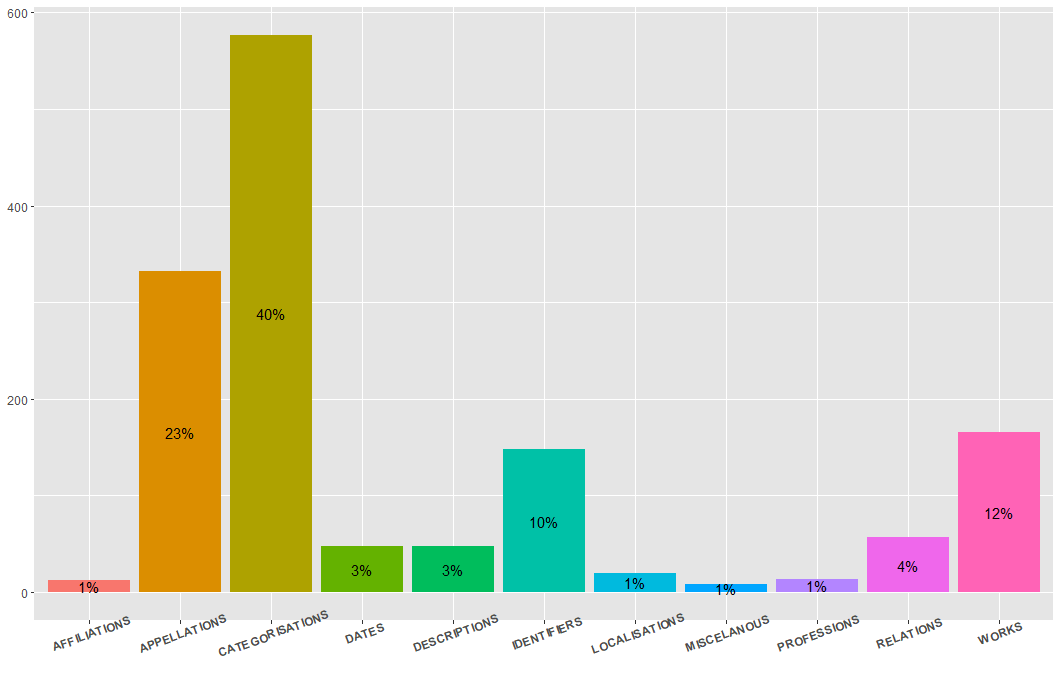 600
400
200
0
1%
23%
40%
3%
3%
10%
1%
1%
1%
4%
12%
AFFILIATIONS
APPELLATIONS
CATEGORISATIONS
DATES
DESCRIPTIONS
IDENTIFIERS
LOCALISATIONS
MISCELANOUS
PROFESSIONS
RELATIONS
WORKS